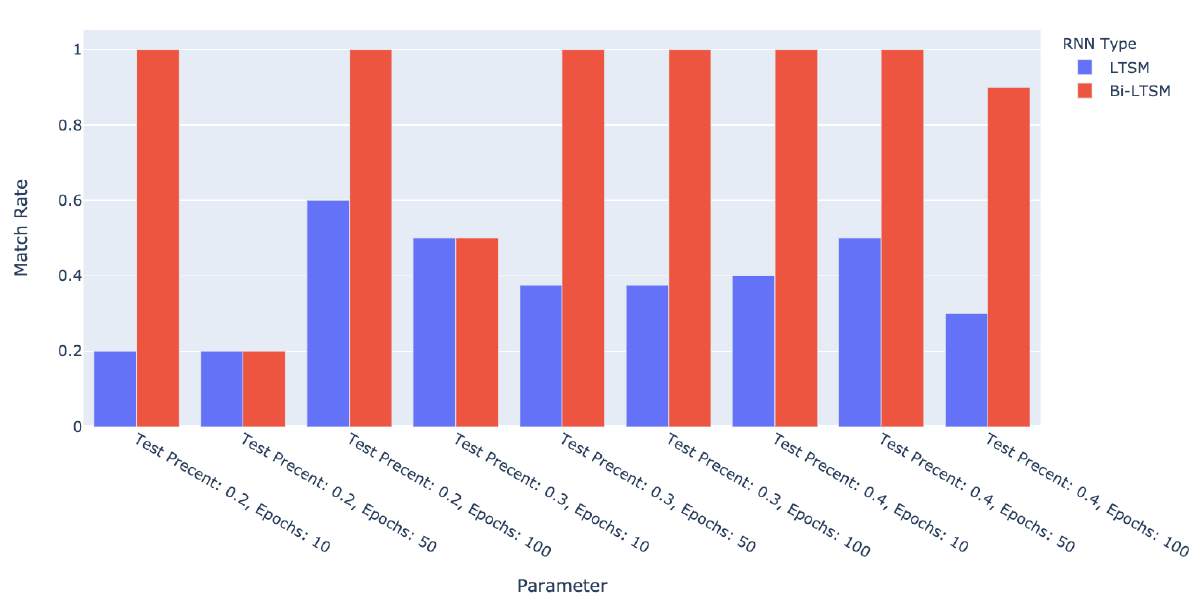 RNN Type
LTSM
Bi-LTSM
Match Rate
1
0.8
0.6
0.4
0.2
0
Test Precent: 0.2, Epochs: 10
Test Precent: 0.2, Epochs: 50
Test Precent: 0.2, Epochs: 100
Test Precent: 0.3, Epochs: 10
Test Precent: 0.3, Epochs: 50
Test Precent: 0.3, Epochs: 100
Test Precent: 0.4, Epochs: 10
Test Precent: 0.4, Epochs: 50
Test Precent: 0.4, Epochs: 100
Parameter